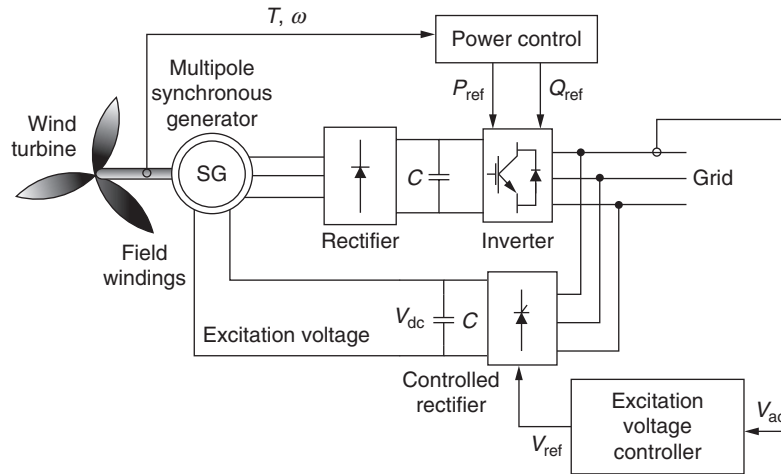 T, ω
Power control
Multipole
synchronous
generator
P_ref
Q_ref
Wind
turbine
SG
C
Grid
Field
windings
Rectifier
Inverter
Excitation voltage
V_dc
C
Controlled
rectifier
V_ref
Excitation
voltage
controller
V_ac